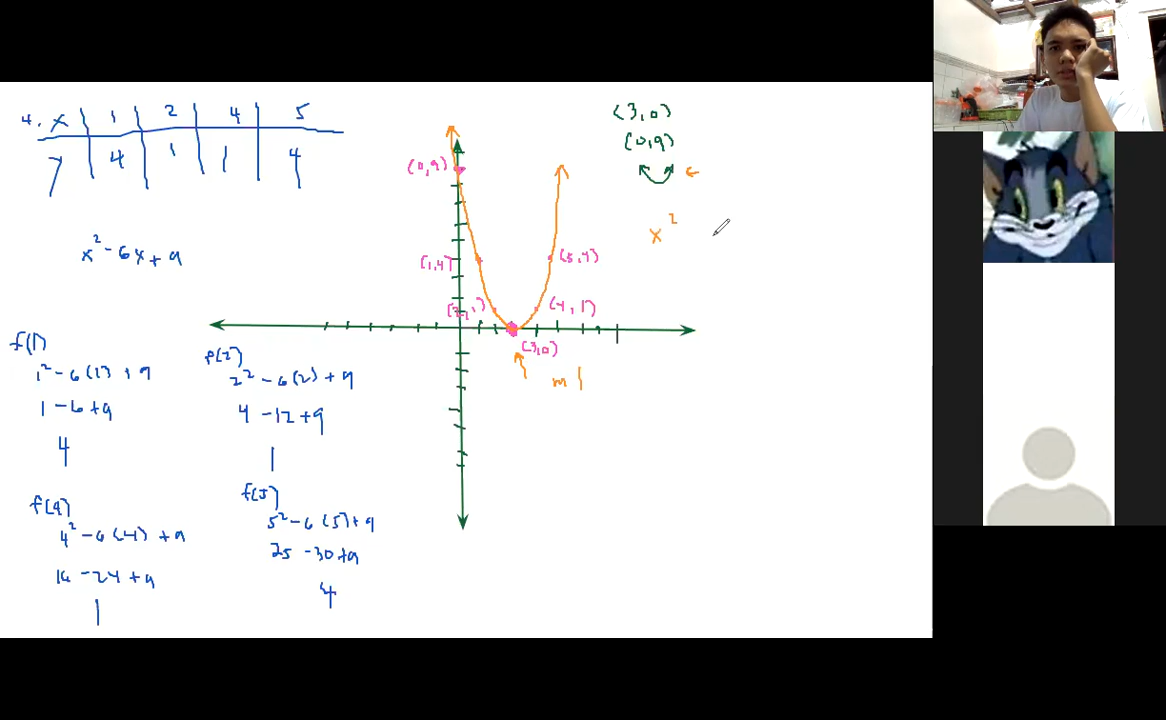 4. x 1 2 4 5
y 4 1 1 4
x² - 6x + 9
f(1)
1² - 6(1) + 9
1 - 6 + 9
4
f(2)
2² - 6(2) + 9
4 - 12 + 9
1
f(4)
4² - 6(4) + 9
16 - 24 + 9
1
f(5)
5² - 6(5) + 9
25 - 30 + 9
4
(0,9)
(1,4)
(5,4)
(4,1)
(3,0)
m 1
(3,0)
(0,9)
x²